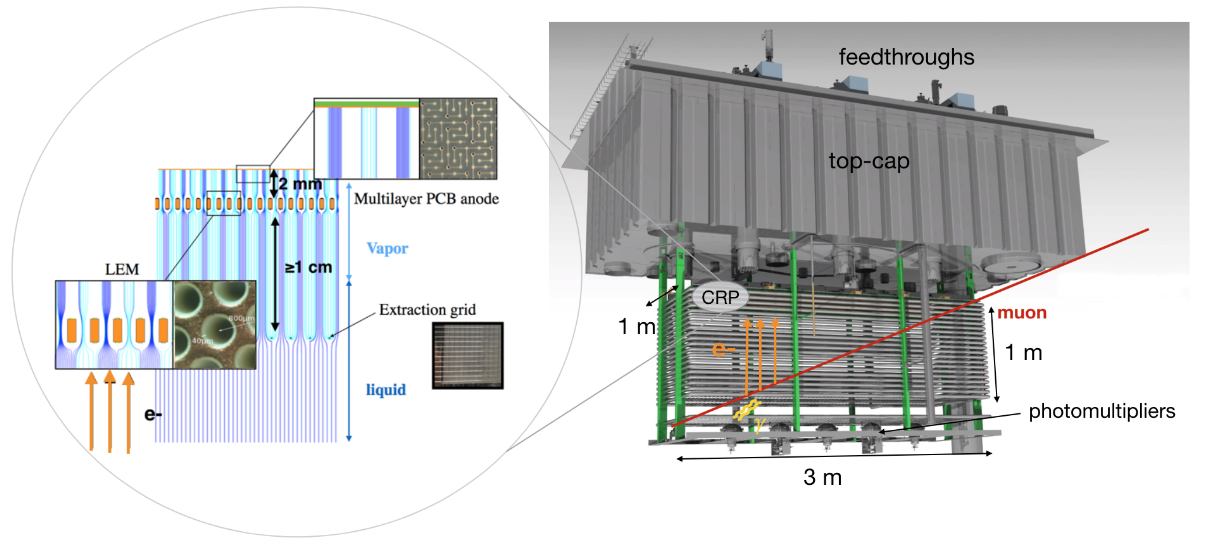 2 mm
Multilayer PCB anode
Vapor
LEM
≥1 cm
Extraction grid
800µm
40µm
liquid
e-
feedthroughs
top-cap
CRP
1 m
muon
e-
1 m
γ
photomultipliers
3 m